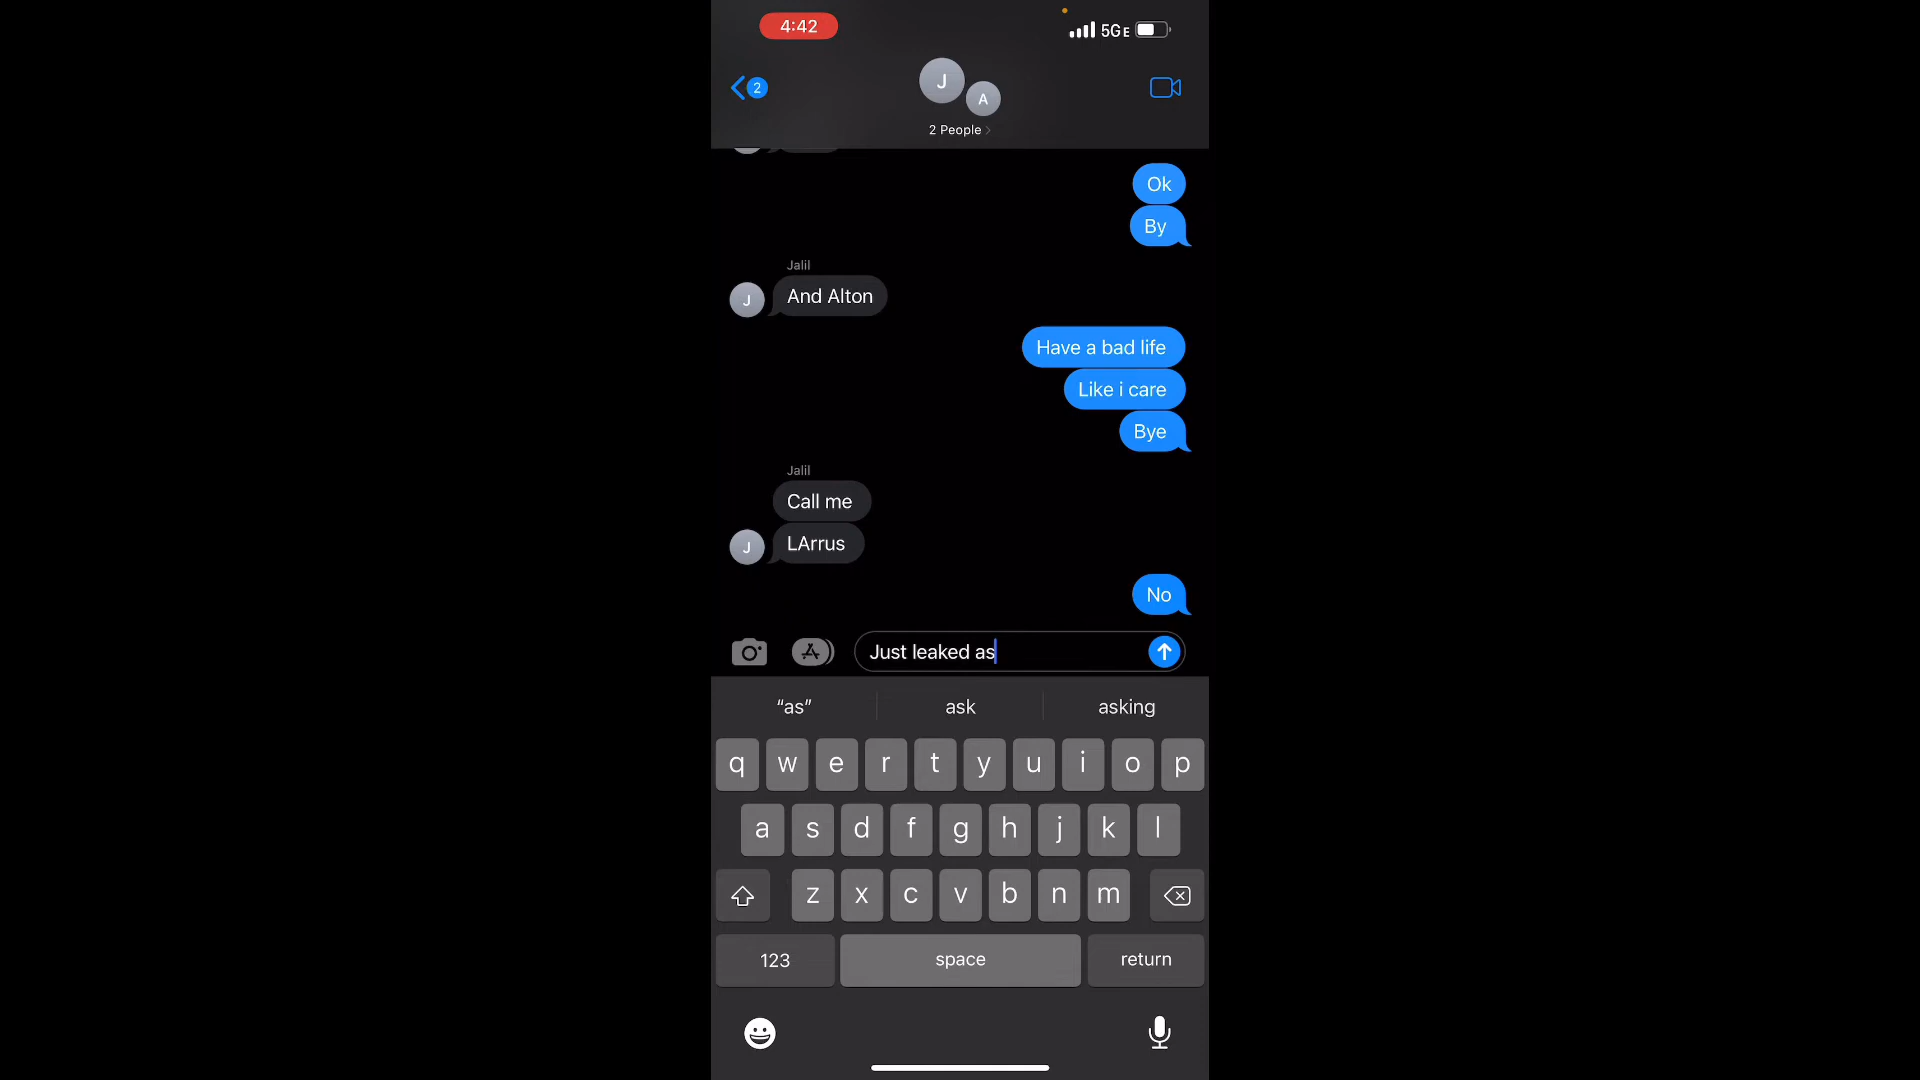 4:42
5GE
2
J
A
2 People
Ok
By
Jalil
J
And Alton
Have a bad life
Like i care
Bye
Jalil
Call me
J
LArrus
No
Just leaked as
“as”
ask
asking
q w e r t y u i o p
a s d f g h j k l
z x c v b n m
123
space
return